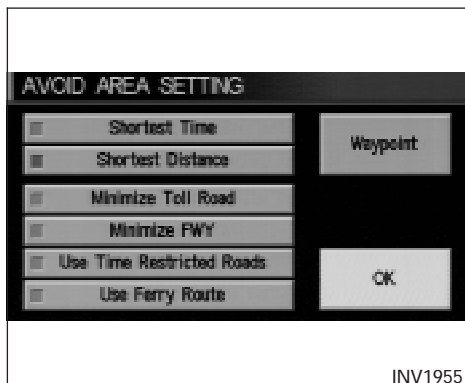 AVOID AREA SETTING
Shortest Time
Shortest Distance
Minimize Toll Road
Minimize FWY
Use Time Restricted Roads
Use Ferry Route
Waypoint
OK
INV1955